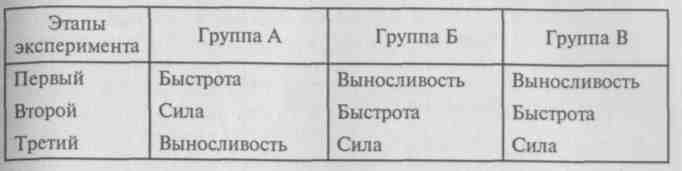 Этапы эксперимента Группа А Группа Б Группа В
Первый Быстрота Выносливость Выносливость
Второй Сила Быстрота Быстрота
Третий Выносливость Сила Сила